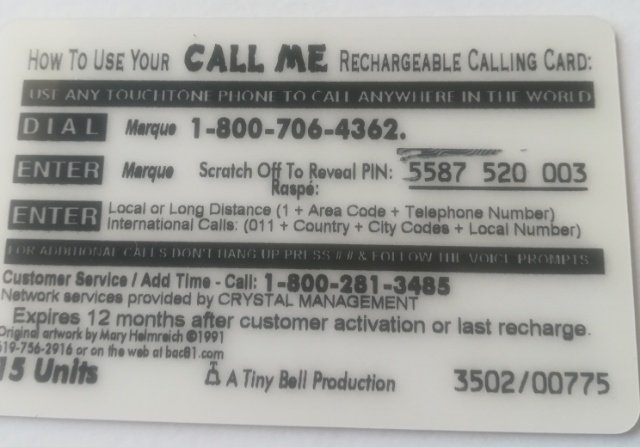 How To Use Your CALL ME Rechargeable Calling Card:
USE ANY TOUCHTONE PHONE TO CALL ANYWHERE IN THE WORLD
DIAL Marque 1-800-706-4362.
ENTER Marque Scratch Off To Reveal PIN: 5587 520 003
Raspé:
ENTER Local or Long Distance (1 + Area Code + Telephone Number)
International Calls: (011 + Country + City Codes + Local Number)
FOR ADDITIONAL CALLS DON'T HANG UP PRESS # # & FOLLOW THE VOICE PROMPTS
Customer Service / Add Time - Call: 1-800-281-3485
Network services provided by CRYSTAL MANAGEMENT
Expires 12 months after customer activation or last recharge.
Original artwork by Mary Helmreich ©1991
619-756-2916 or on the web at bac81.com
15 Units A Tiny Bell Production 3502/00775